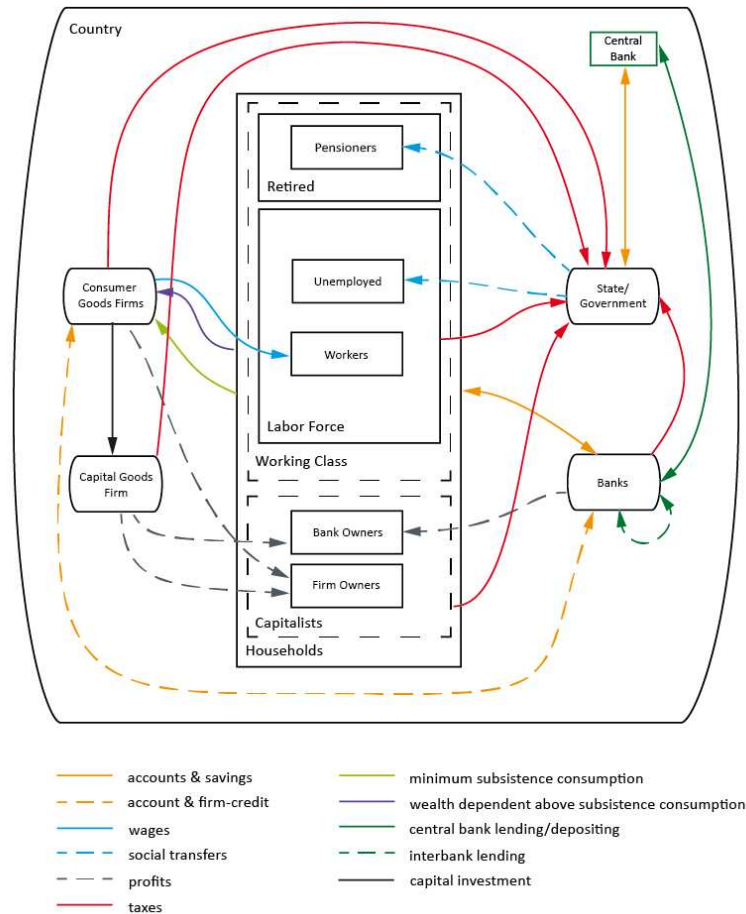 Country
Central
Bank
Pensioners
Retired
Consumer
Goods Firms
Unemployed
State/
Government
Workers
Labor Force
Working Class
Capital Goods
Firm
Banks
Bank Owners
Firm Owners
Capitalists
Households
accounts & savings
account & firm-credit
wages
social transfers
profits
taxes
minimum subsistence consumption
wealth dependent above subsistence consumption
central bank lending/depositing
interbank lending
capital investment